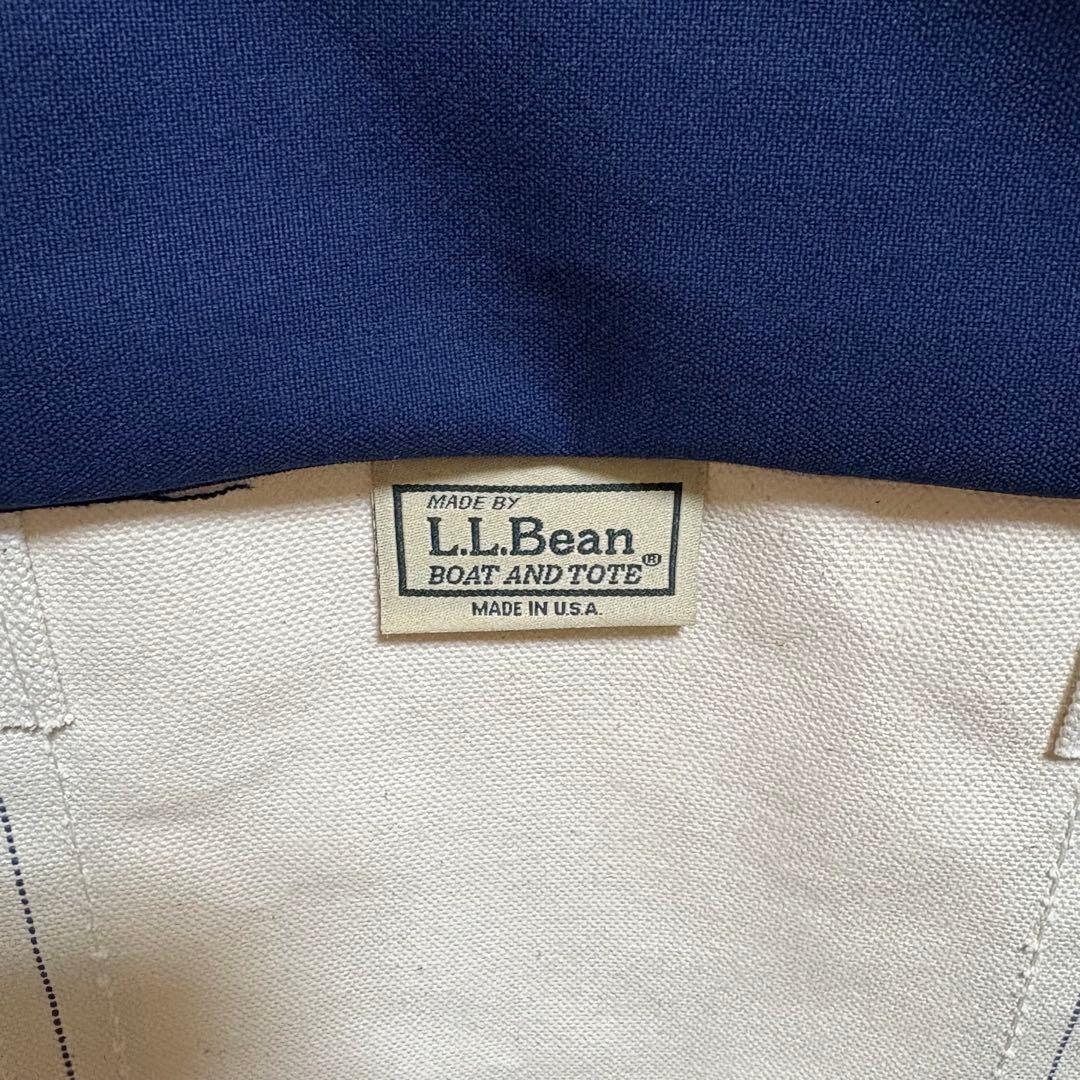 MADE BY
L.L.Bean
BOAT AND TOTE®
MADE IN U.S.A.